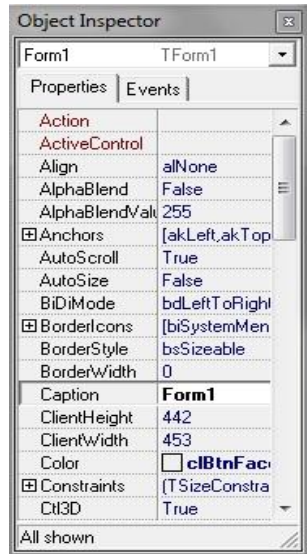 Object Inspector
Form1 TForm1
Properties Events
Action
ActiveControl
Align alNone
AlphaBlend False
AlphaBlendValu 255
Anchors [akLeft,akTop
AutoScroll True
AutoSize False
BiDiMode bdLeftToRight
BorderIcons [biSystemMen
BorderStyle bsSizeable
BorderWidth 0
Caption Form1
ClientHeight 442
ClientWidth 453
Color clBtnFace
Constraints (TSizeConstra
Ctl3D True
All shown